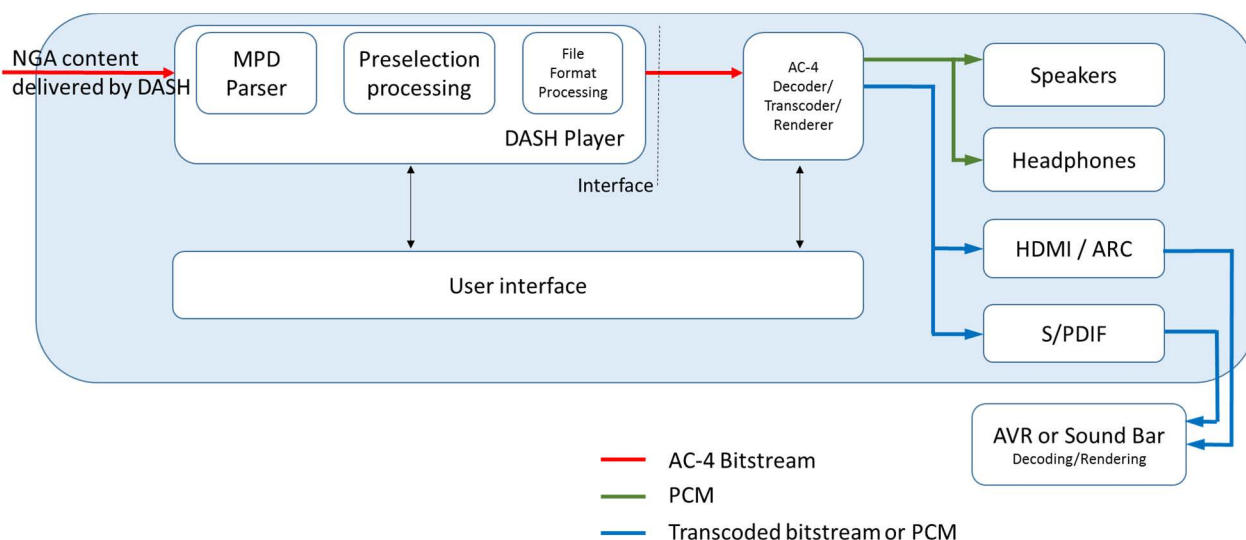 NGA content
delivered by DASH
MPD
Parser
Preselection
processing
File
Format
Processing
DASH Player
Interface
AC-4
Decoder/
Transcoder/
Renderer
Speakers
Headphones
HDMI / ARC
S/PDIF
User interface
AVR or Sound Bar
Decoding/Rendering
AC-4 Bitstream
PCM
Transcoded bitstream or PCM